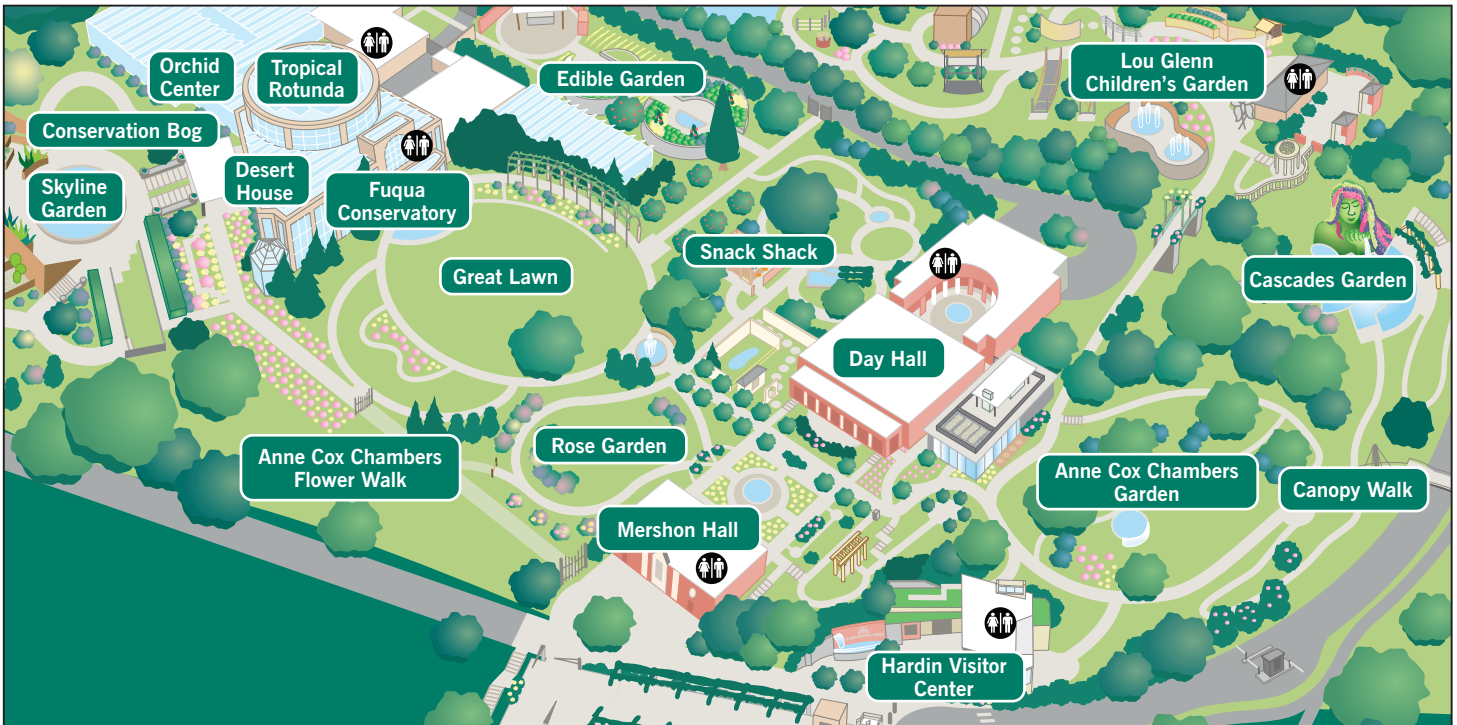 Orchid
Center
Tropical
Rotunda
Edible Garden
Lou Glenn
Children's Garden
Conservation Bog
Skyline
Garden
Desert
House
Fuqua
Conservatory
Great Lawn
Snack Shack
Cascades Garden
Day Hall
Anne Cox Chambers
Flower Walk
Rose Garden
Anne Cox Chambers
Garden
Canopy Walk
Mershon Hall
Hardin Visitor
Center